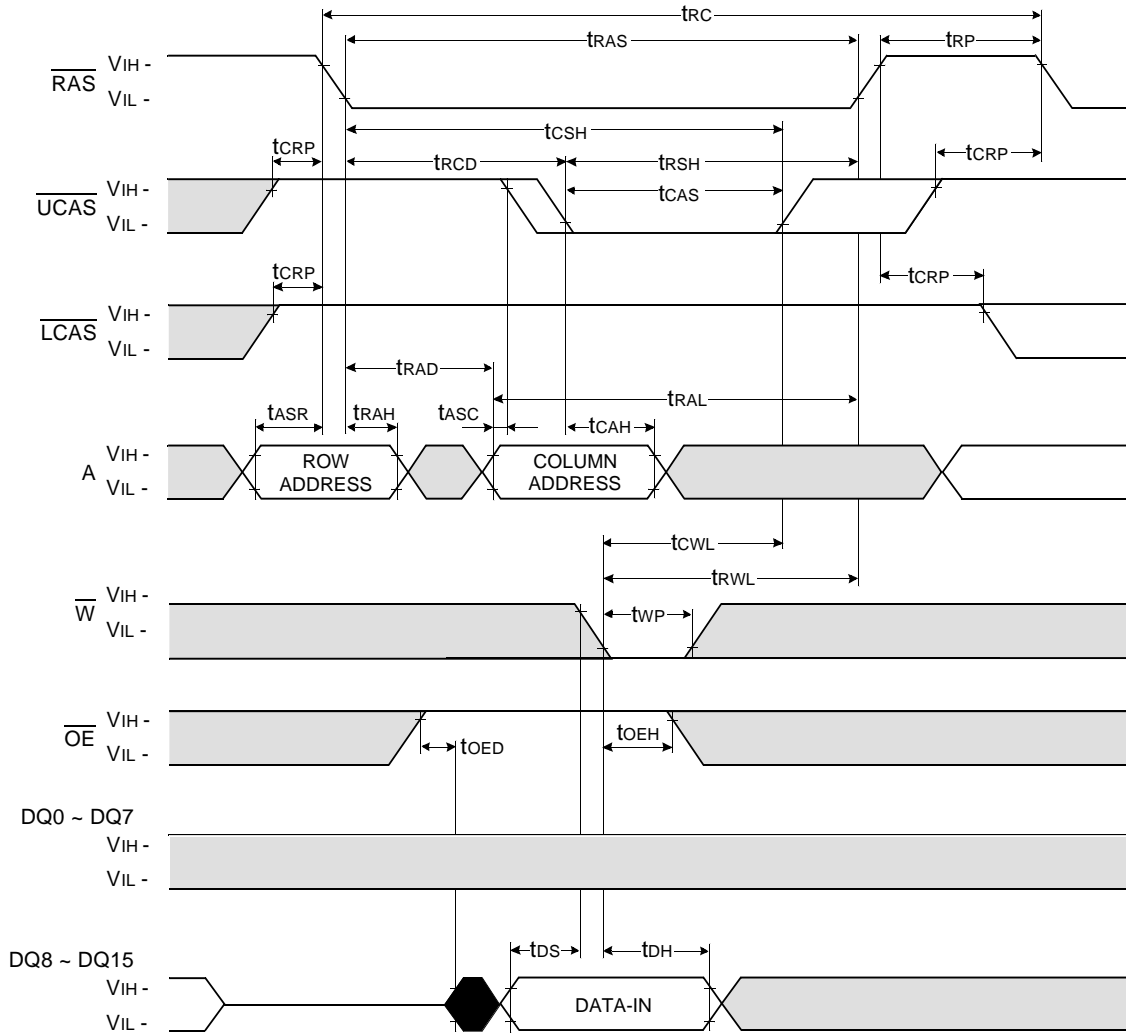 tRC
tRAS tRP
RAS VIH -
VIL -
tCSH
tCRP tRCD tRSH tCRP
UCAS VIH -
VIL -
tCAS
tCRP tCRP
LCAS VIH -
VIL -
tRAD
tRAL
tASR tRAH tASC tCAH
A VIH -
VIL -
ROW
ADDRESS
COLUMN
ADDRESS
tCWL
tRWL
W VIH -
VIL -
tWP
OE VIH -
VIL -
tOED tOEH
DQ0 ~ DQ7
VIH -
VIL -
tDS tDH
DQ8 ~ DQ15
VIH -
VIL -
DATA-IN